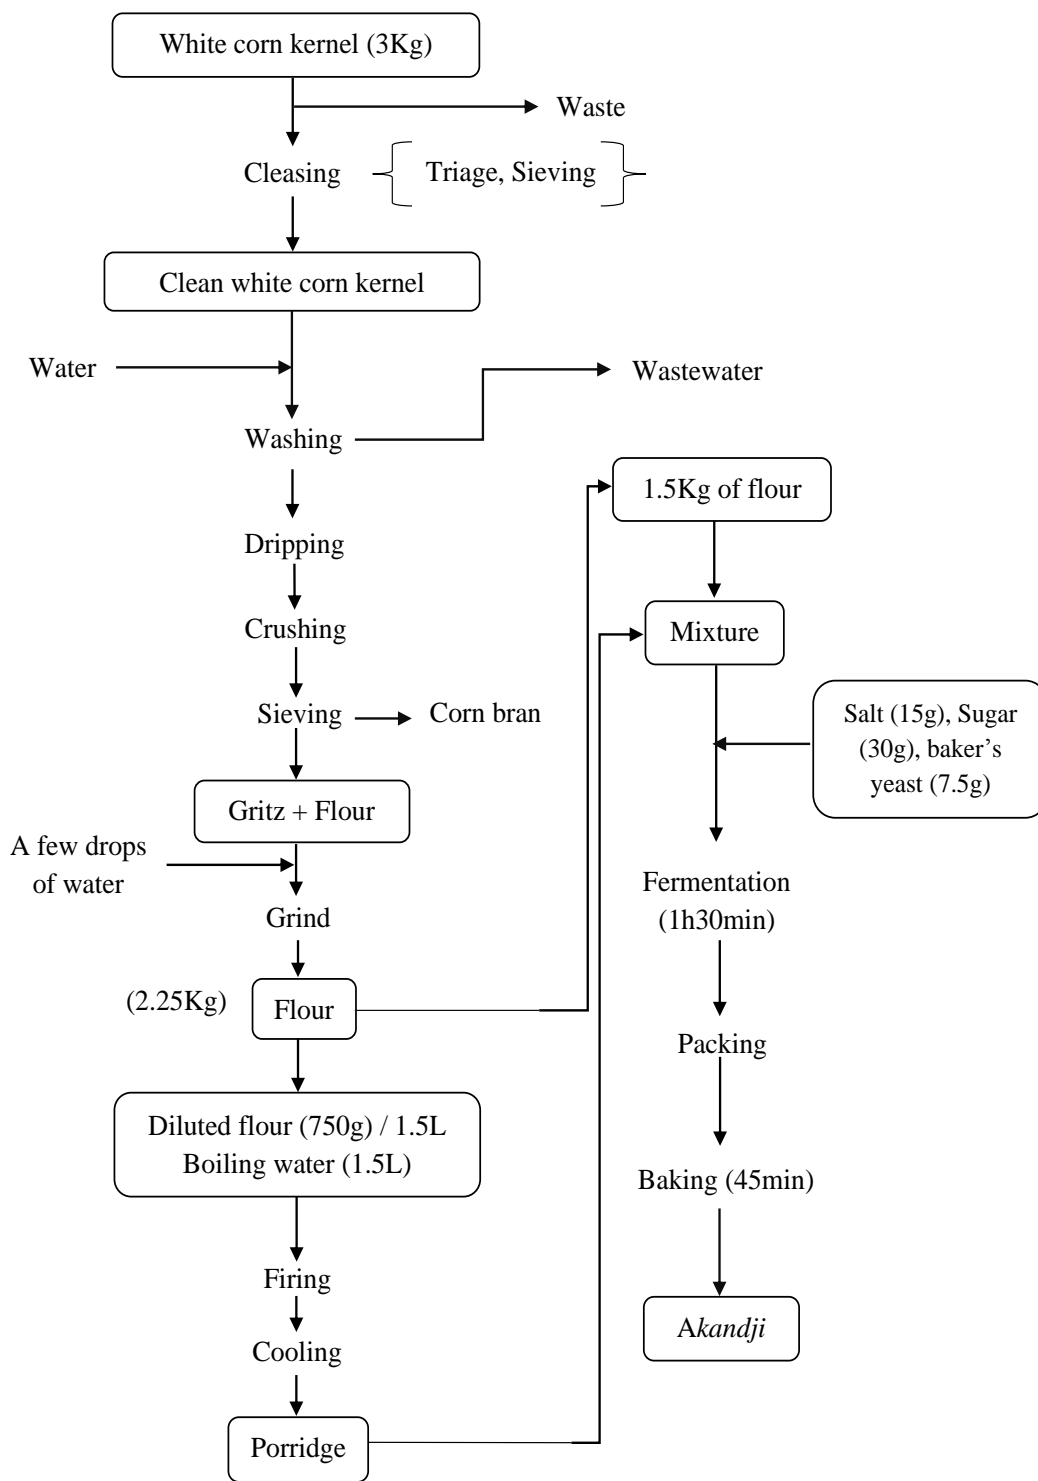 White corn kernel (3Kg)
Waste
Cleasing
Triage, Sieving
Clean white corn kernel
Water
Wastewater
Washing
Dripping
Crushing
Sieving
Corn bran
Gritz + Flour
A few drops
of water
Grind
(2.25Kg)
Flour
Diluted flour (750g) / 1.5L
Boiling water (1.5L)
Firing
Cooling
Porridge
1.5Kg of flour
Mixture
Salt (15g), Sugar
(30g), baker’s
yeast (7.5g)
Fermentation
(1h30min)
Packing
Baking (45min)
Akandji